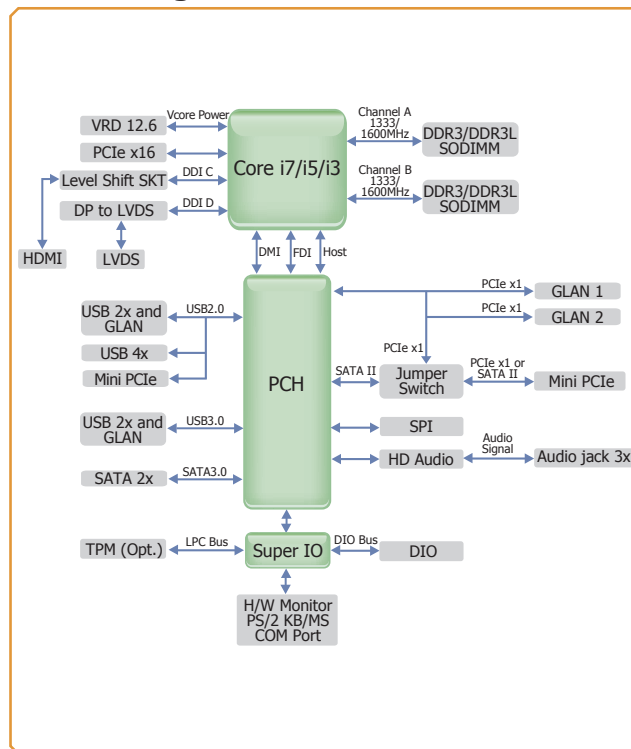 Vcore Power
VRD 12.6
PCIe x16
Level Shift SKT
DDI C
DP to LVDS
DDI D
HDMI
LVDS
Core i7/i5/i3
Channel A
1333/
1600MHz
DDR3/DDR3L
SODIMM
Channel B
1333/
1600MHz
DDR3/DDR3L
SODIMM
DMI
FDI
Host
USB 2x and
GLAN
USB2.0
USB 4x
Mini PCIe
USB 2x and
GLAN
USB3.0
SATA 2x
SATA3.0
PCH
PCIe x1
GLAN 1
PCIe x1
GLAN 2
PCIe x1
SATA II
Jumper
Switch
PCIe x1 or
SATA II
Mini PCIe
SPI
HD Audio
Audio
Signal
Audio jack 3x
TPM (Opt.)
LPC Bus
Super IO
DIO Bus
DIO
H/W Monitor
PS/2 KB/MS
COM Port